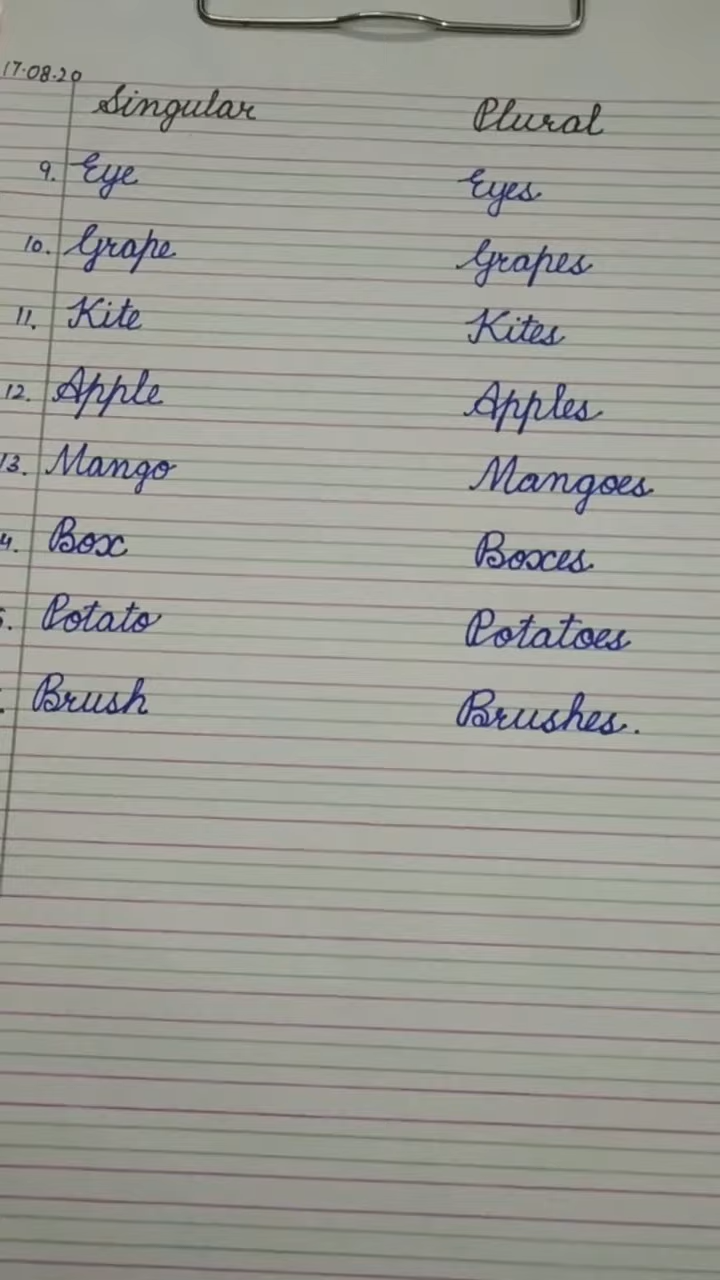 17.08.20
Singular Plural
9. Eye Eyes
10. Grape Grapes
11. Kite Kites
12. Apple Apples
13. Mango Mangoes
4. Box Boxes
Potato Potatoes
Brush Brushes.